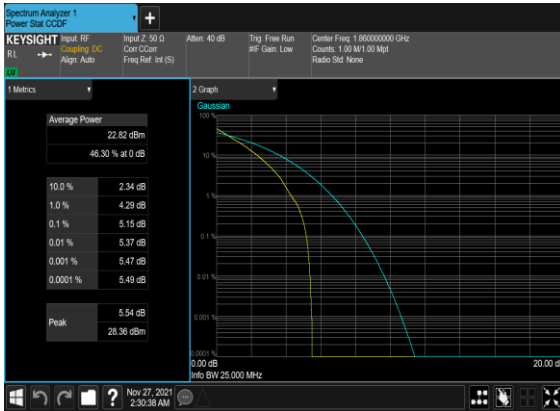 Spectrum Analyzer 1
Power Stat CCDF
KEYSIGHT
RL
LXI
Input: RF
Coupling: DC
Align: Auto
Input Z: 50 Ω
Corr CCorr
Freq Ref: Int (S)
Atten: 40 dB
Trig: Free Run
#IF Gain: Low
Center Freq: 1.860000000 GHz
Counts: 1.00 M/1.00 Mpt
Radio Std: None
1 Metrics
Average Power
22.82 dBm
46.30 % at 0 dB
10.0 % 2.34 dB
1.0 % 4.29 dB
0.1 % 5.15 dB
0.01 % 5.37 dB
0.001 % 5.47 dB
0.0001 % 5.49 dB
Peak
5.54 dB
28.36 dBm
2 Graph
Gaussian
100 %
10 %
1 %
0.1 %
0.01 %
0.001 %
0.0001 %
0.00 dB
20.00 d
Info BW 25.000 MHz
?
Nov 27, 2021
2:30:38 AM